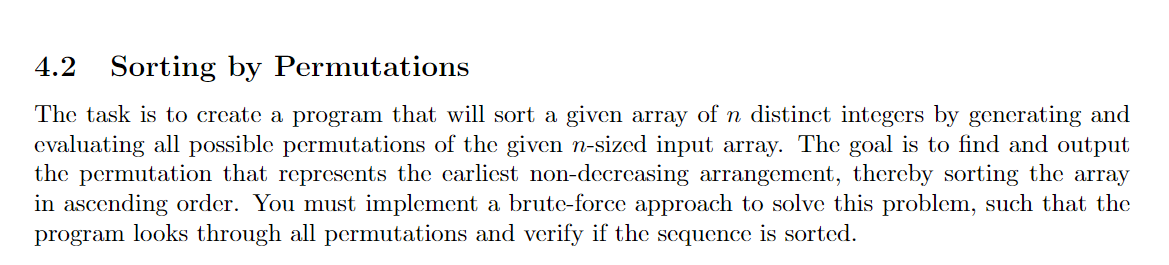 4.2 Sorting by Permutations
The task is to create a program that will sort a given array of n distinct integers by generating and
evaluating all possible permutations of the given n-sized input array. The goal is to find and output
the permutation that represents the earliest non-decreasing arrangement, thereby sorting the array
in ascending order. You must implement a brute-force approach to solve this problem, such that the
program looks through all permutations and verify if the sequence is sorted.